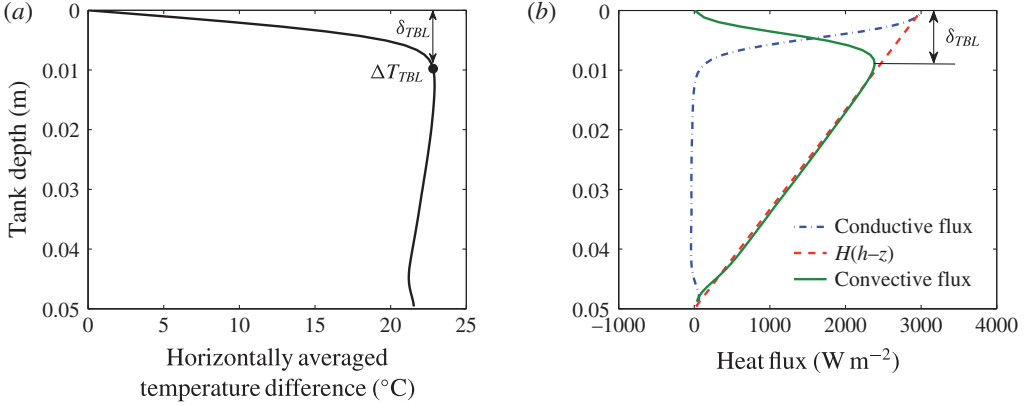 (a)
0
0.01
0.02
0.03
0.04
0.05
Tank depth (m)
δTBL
ΔTTBL
0 5 10 15 20 25
Horizontally averaged
temperature difference (°C)
(b)
0
0.01
0.02
0.03
0.04
0.05
δTBL
Conductive flux
H(h–z)
Convective flux
−1000 0 1000 2000 3000 4000
Heat flux (W m−2)